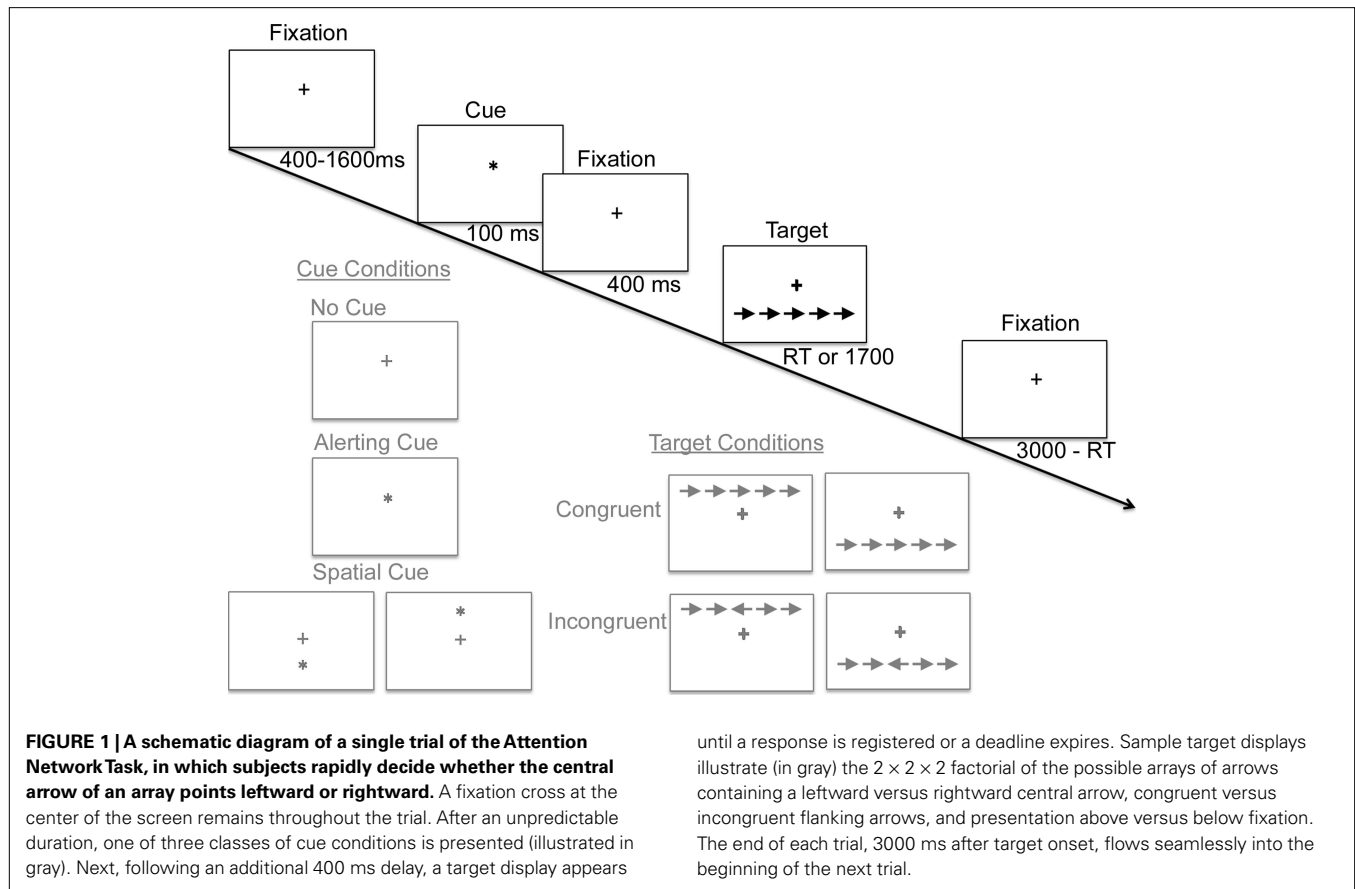 Fixation
+
400-1600ms
Cue
*
100 ms
Fixation
+
400 ms
Target
+
RT or 1700
Fixation
+
3000 - RT
Cue Conditions
No Cue
+
Alerting Cue
*
Spatial Cue
+
*
*
+
Target Conditions
Congruent
+
+
Incongruent
+
+
FIGURE 1 | A schematic diagram of a single trial of the Attention
Network Task, in which subjects rapidly decide whether the central
arrow of an array points leftward or rightward. A fixation cross at the
center of the screen remains throughout the trial. After an unpredictable
duration, one of three classes of cue conditions is presented (illustrated in
gray). Next, following an additional 400 ms delay, a target display appears
until a response is registered or a deadline expires. Sample target displays
illustrate (in gray) the 2 × 2 × 2 factorial of the possible arrays of arrows
containing a leftward versus rightward central arrow, congruent versus
incongruent flanking arrows, and presentation above versus below fixation.
The end of each trial, 3000 ms after target onset, flows seamlessly into the
beginning of the next trial.